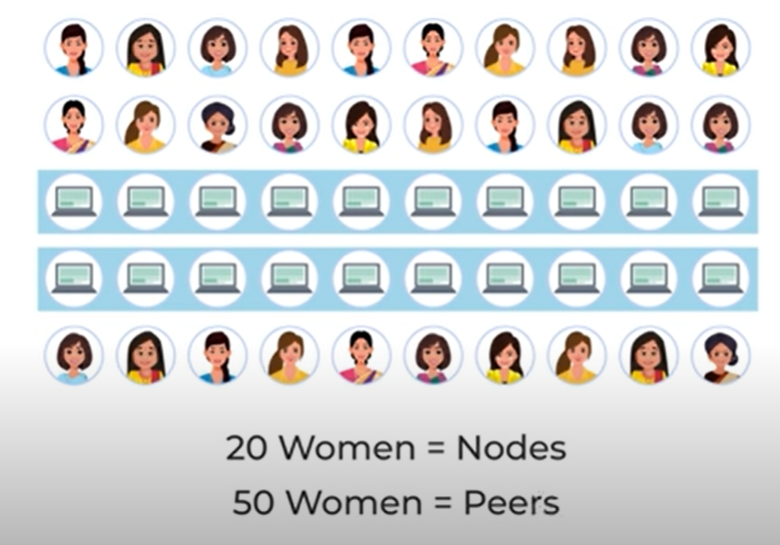 20 Women = Nodes
50 Women = Peers